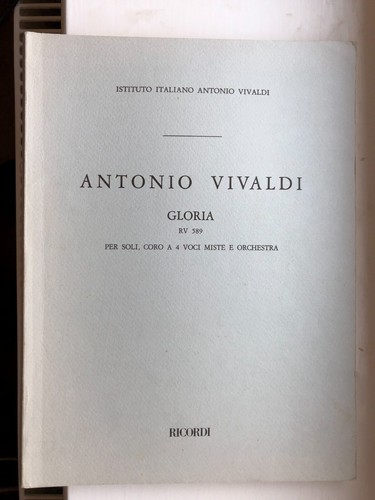 ISTITUTO ITALIANO ANTONIO VIVALDI
ANTONIO VIVALDI
GLORIA
RV 589
PER SOLI, CORO A 4 VOCI MISTE E ORCHESTRA
RICORDI